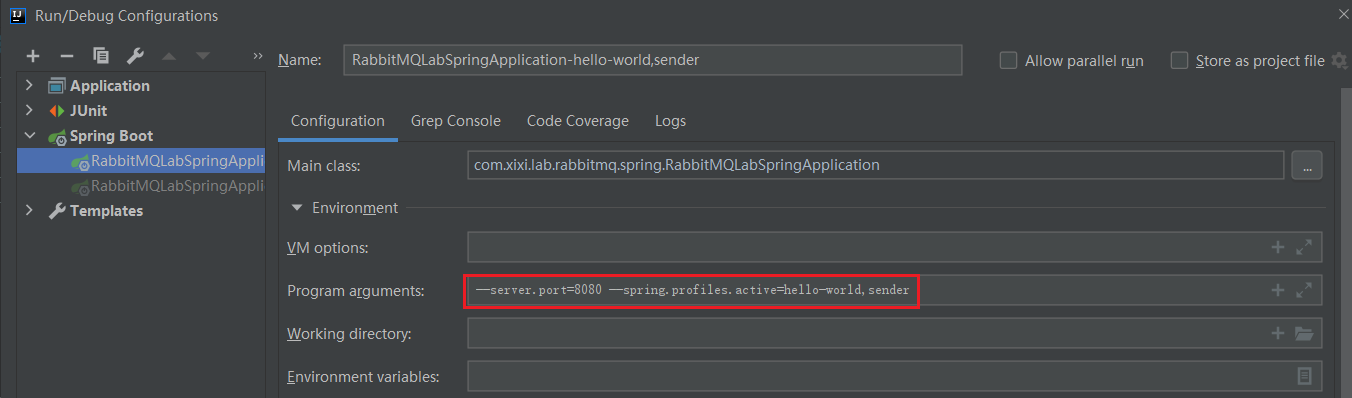 Run/Debug Configurations
Name: RabbitMQLabSpringApplication-hello-world,sender
Allow parallel run
Store as project file
Application
JUnit
Spring Boot
RabbitMQLabSpringAppli
RabbitMQLabSpringApplic
Templates
Configuration Grep Console Code Coverage Logs
Main class: com.xixi.lab.rabbitmq.spring.RabbitMQLabSpringApplication ...
Environment
VM options:
Program arguments: --server.port=8080 --spring.profiles.active=hello-world,sender
Working directory:
Environment variables: